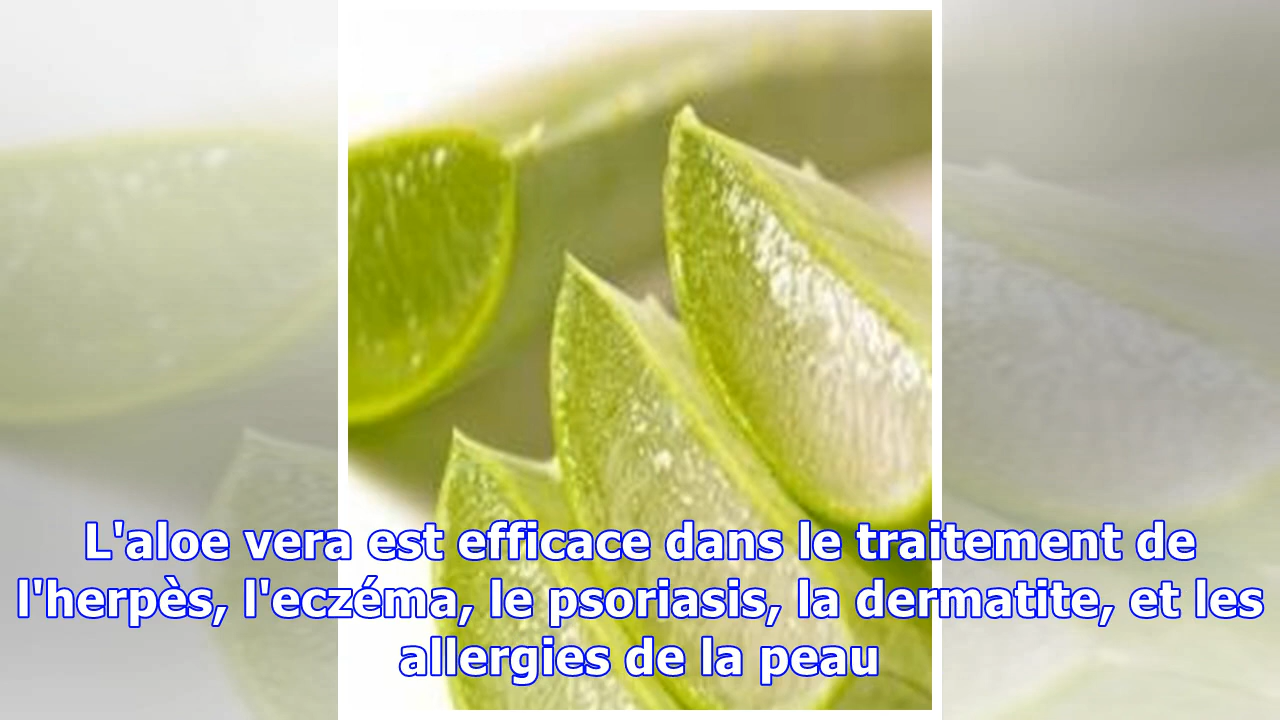 L'aloe vera est efficace dans le traitement de
l'herpès, l'eczéma, le psoriasis, la dermatite, et les
allergies de la peau